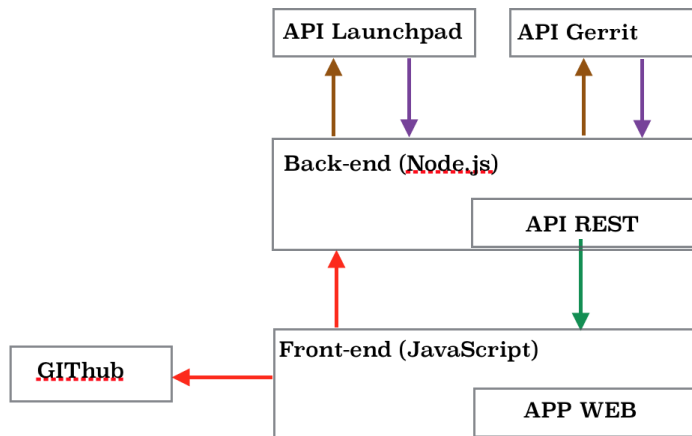 API Launchpad
API Gerrit
Back-end (Node.js)
API REST
Front-end (JavaScript)
GIThub
APP WEB